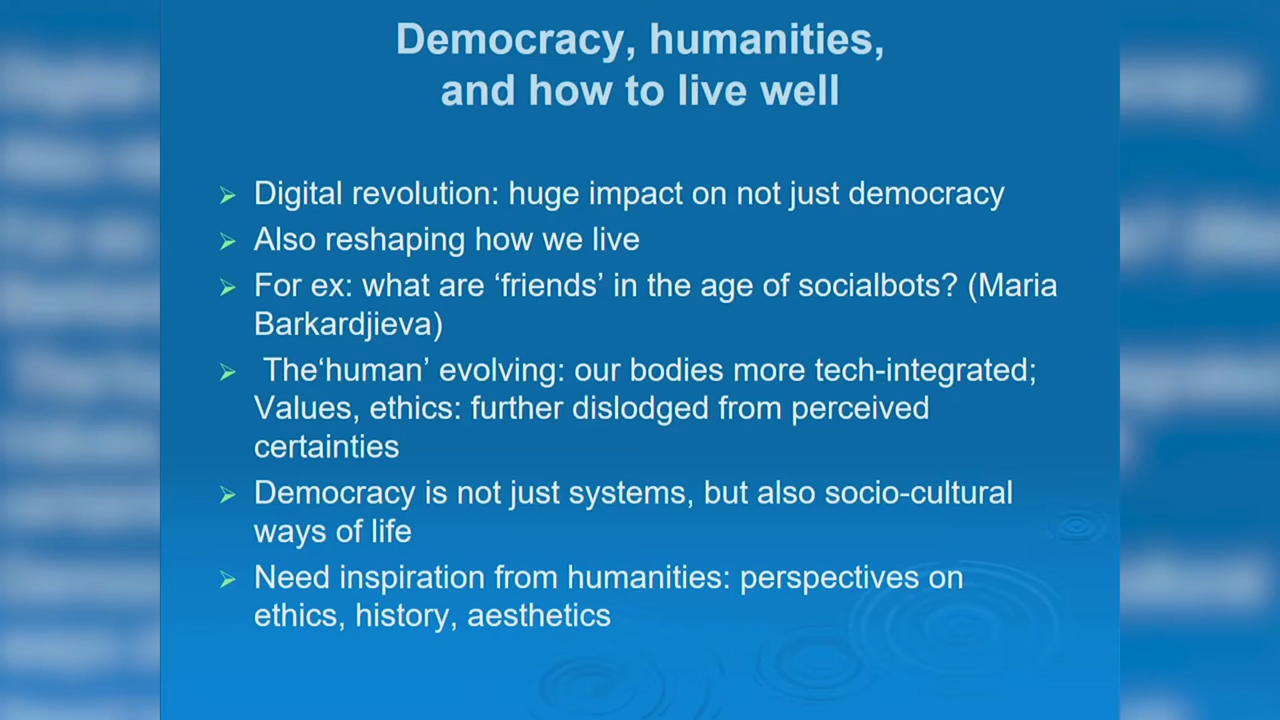 Democracy, humanities,
and how to live well
Digital revolution: huge impact on not just democracy
Also reshaping how we live
For ex: what are ‘friends’ in the age of socialbots? (Maria
Barkardjieva)
The‘human’ evolving: our bodies more tech-integrated;
Values, ethics: further dislodged from perceived
certainties
Democracy is not just systems, but also socio-cultural
ways of life
Need inspiration from humanities: perspectives on
ethics, history, aesthetics